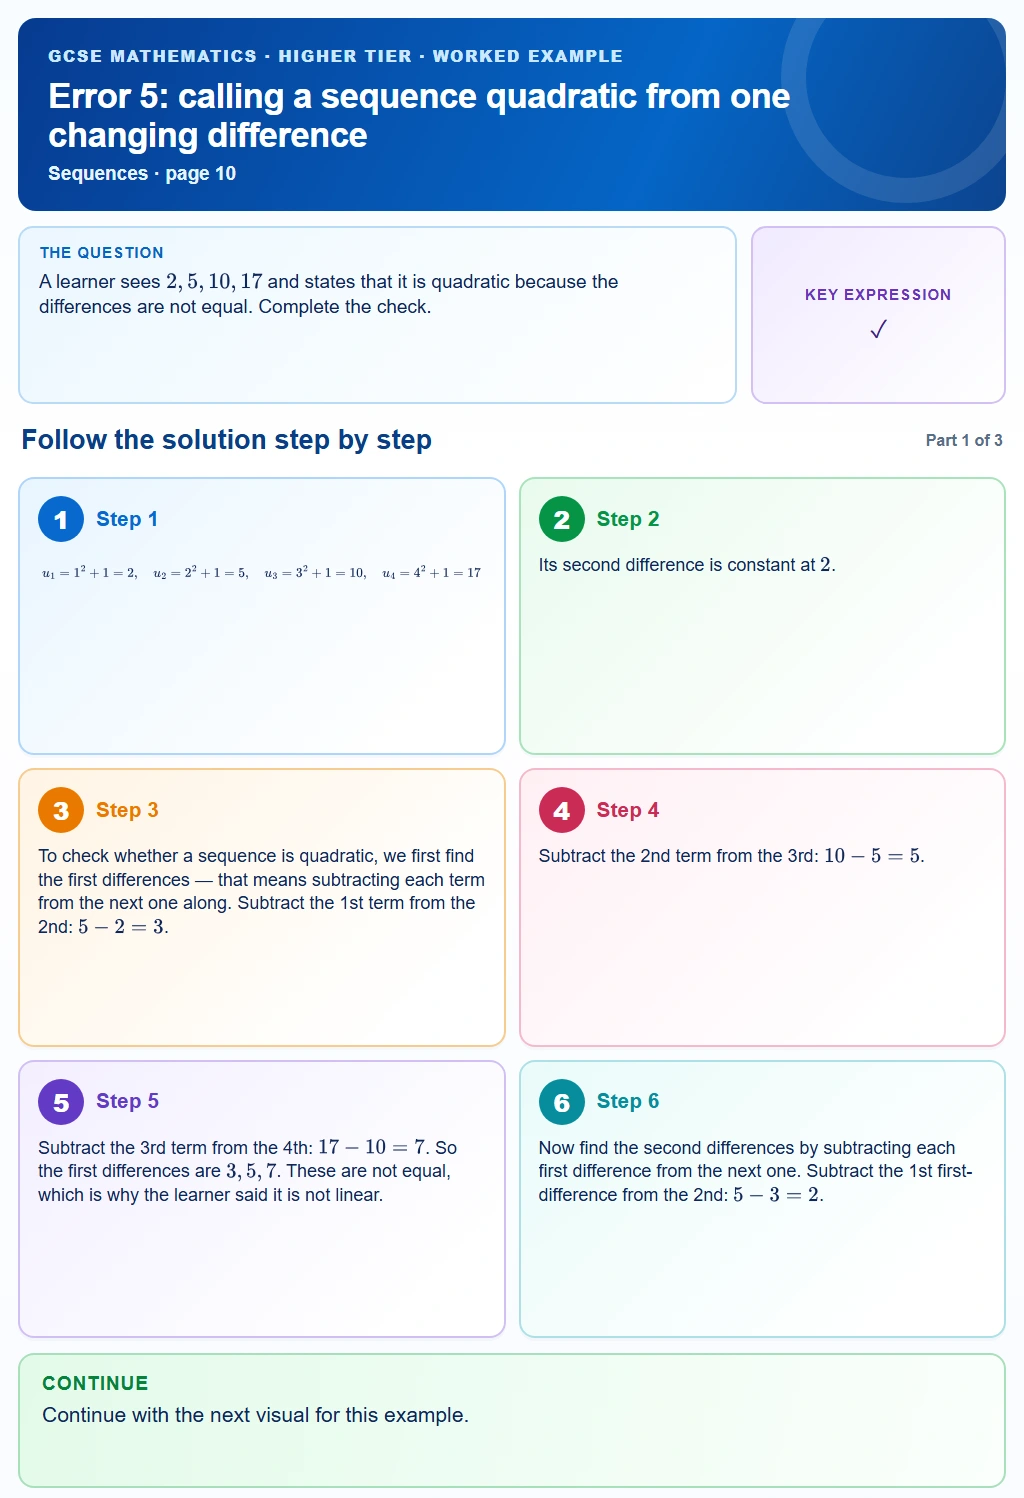 GCSE MATHEMATICS · HIGHER TIER · WORKED EXAMPLE
Error 5: calling a sequence quadratic from one
changing difference
Sequences · page 10
THE QUESTION
A learner sees 2, 5, 10, 17 and states that it is quadratic because the
differences are not equal. Complete the check.
KEY EXPRESSION
✓
Follow the solution step by step
Part 1 of 3
1 Step 1
u₁ = 1² + 1 = 2, u₂ = 2² + 1 = 5, u₃ = 3² + 1 = 10, u₄ = 4² + 1 = 17
2 Step 2
Its second difference is constant at 2.
3 Step 3
To check whether a sequence is quadratic, we first find
the first differences — that means subtracting each term
from the next one along. Subtract the 1st term from the
2nd: 5 − 2 = 3.
4 Step 4
Subtract the 2nd term from the 3rd: 10 − 5 = 5.
5 Step 5
Subtract the 3rd term from the 4th: 17 − 10 = 7. So
the first differences are 3, 5, 7. These are not equal,
which is why the learner said it is not linear.
6 Step 6
Now find the second differences by subtracting each
first difference from the next one. Subtract the 1st first-
difference from the 2nd: 5 − 3 = 2.
CONTINUE
Continue with the next visual for this example.